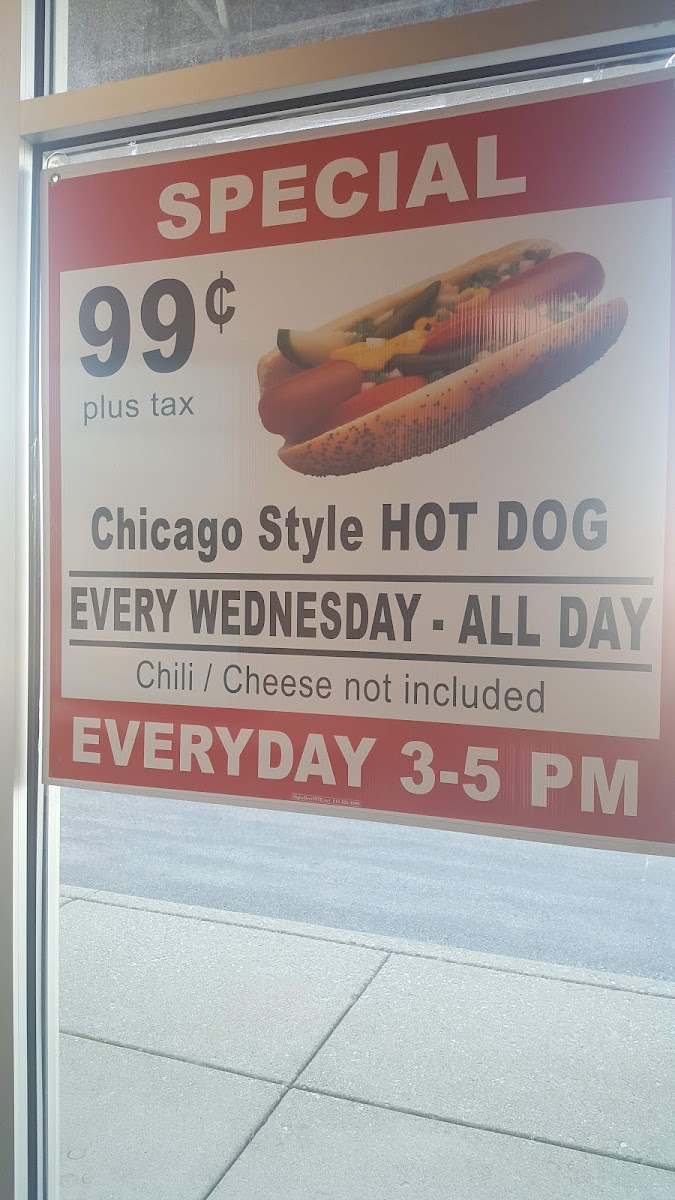 SPECIAL
99¢
plus tax
Chicago Style HOT DOG
EVERY WEDNESDAY - ALL DAY
Chili / Cheese not included
EVERYDAY 3-5 PM